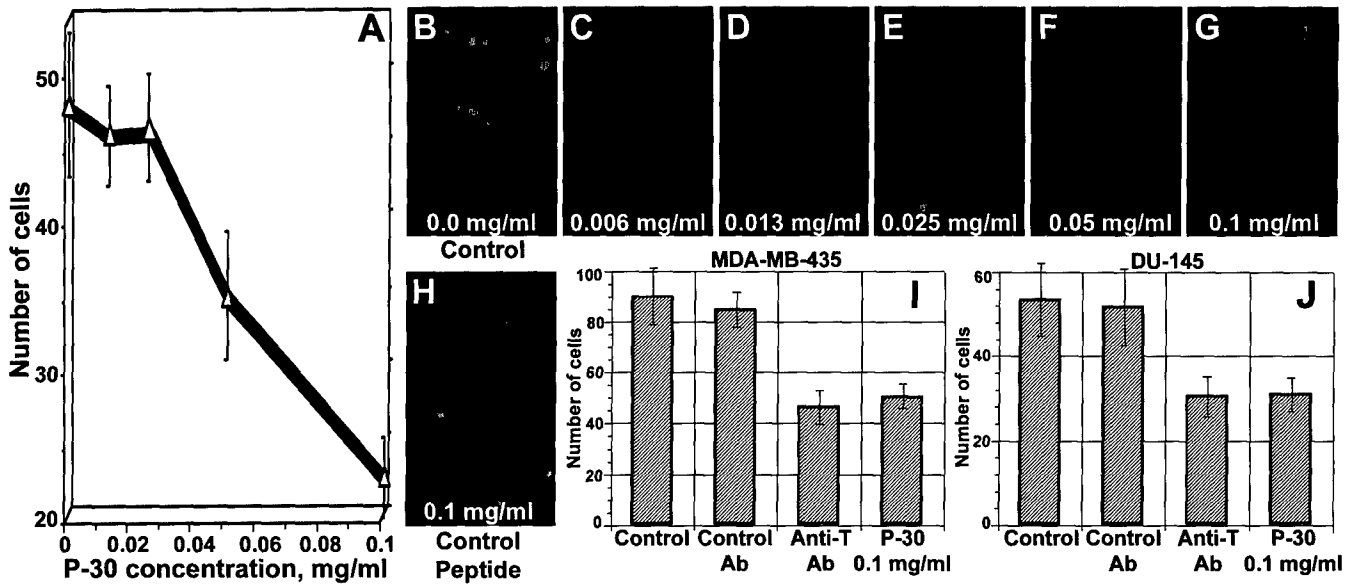 A
50
40
30
20
Number of cells
0 0.02 0.04 0.06 0.08 0.1
P-30 concentration, mg/ml
B
0.0 mg/ml
Control
C
0.006 mg/ml
D
0.013 mg/ml
E
0.025 mg/ml
F
0.05 mg/ml
G
0.1 mg/ml
H
0.1 mg/ml
Control
Peptide
MDA-MB-435
I
100
80
60
40
20
0
Number of cells
Control
Control
Ab
Anti-T
Ab
P-30
0.1 mg/ml
DU-145
J
60
40
20
0
Number of cells
Control
Control
Ab
Anti-T
Ab
P-30
0.1 mg/ml